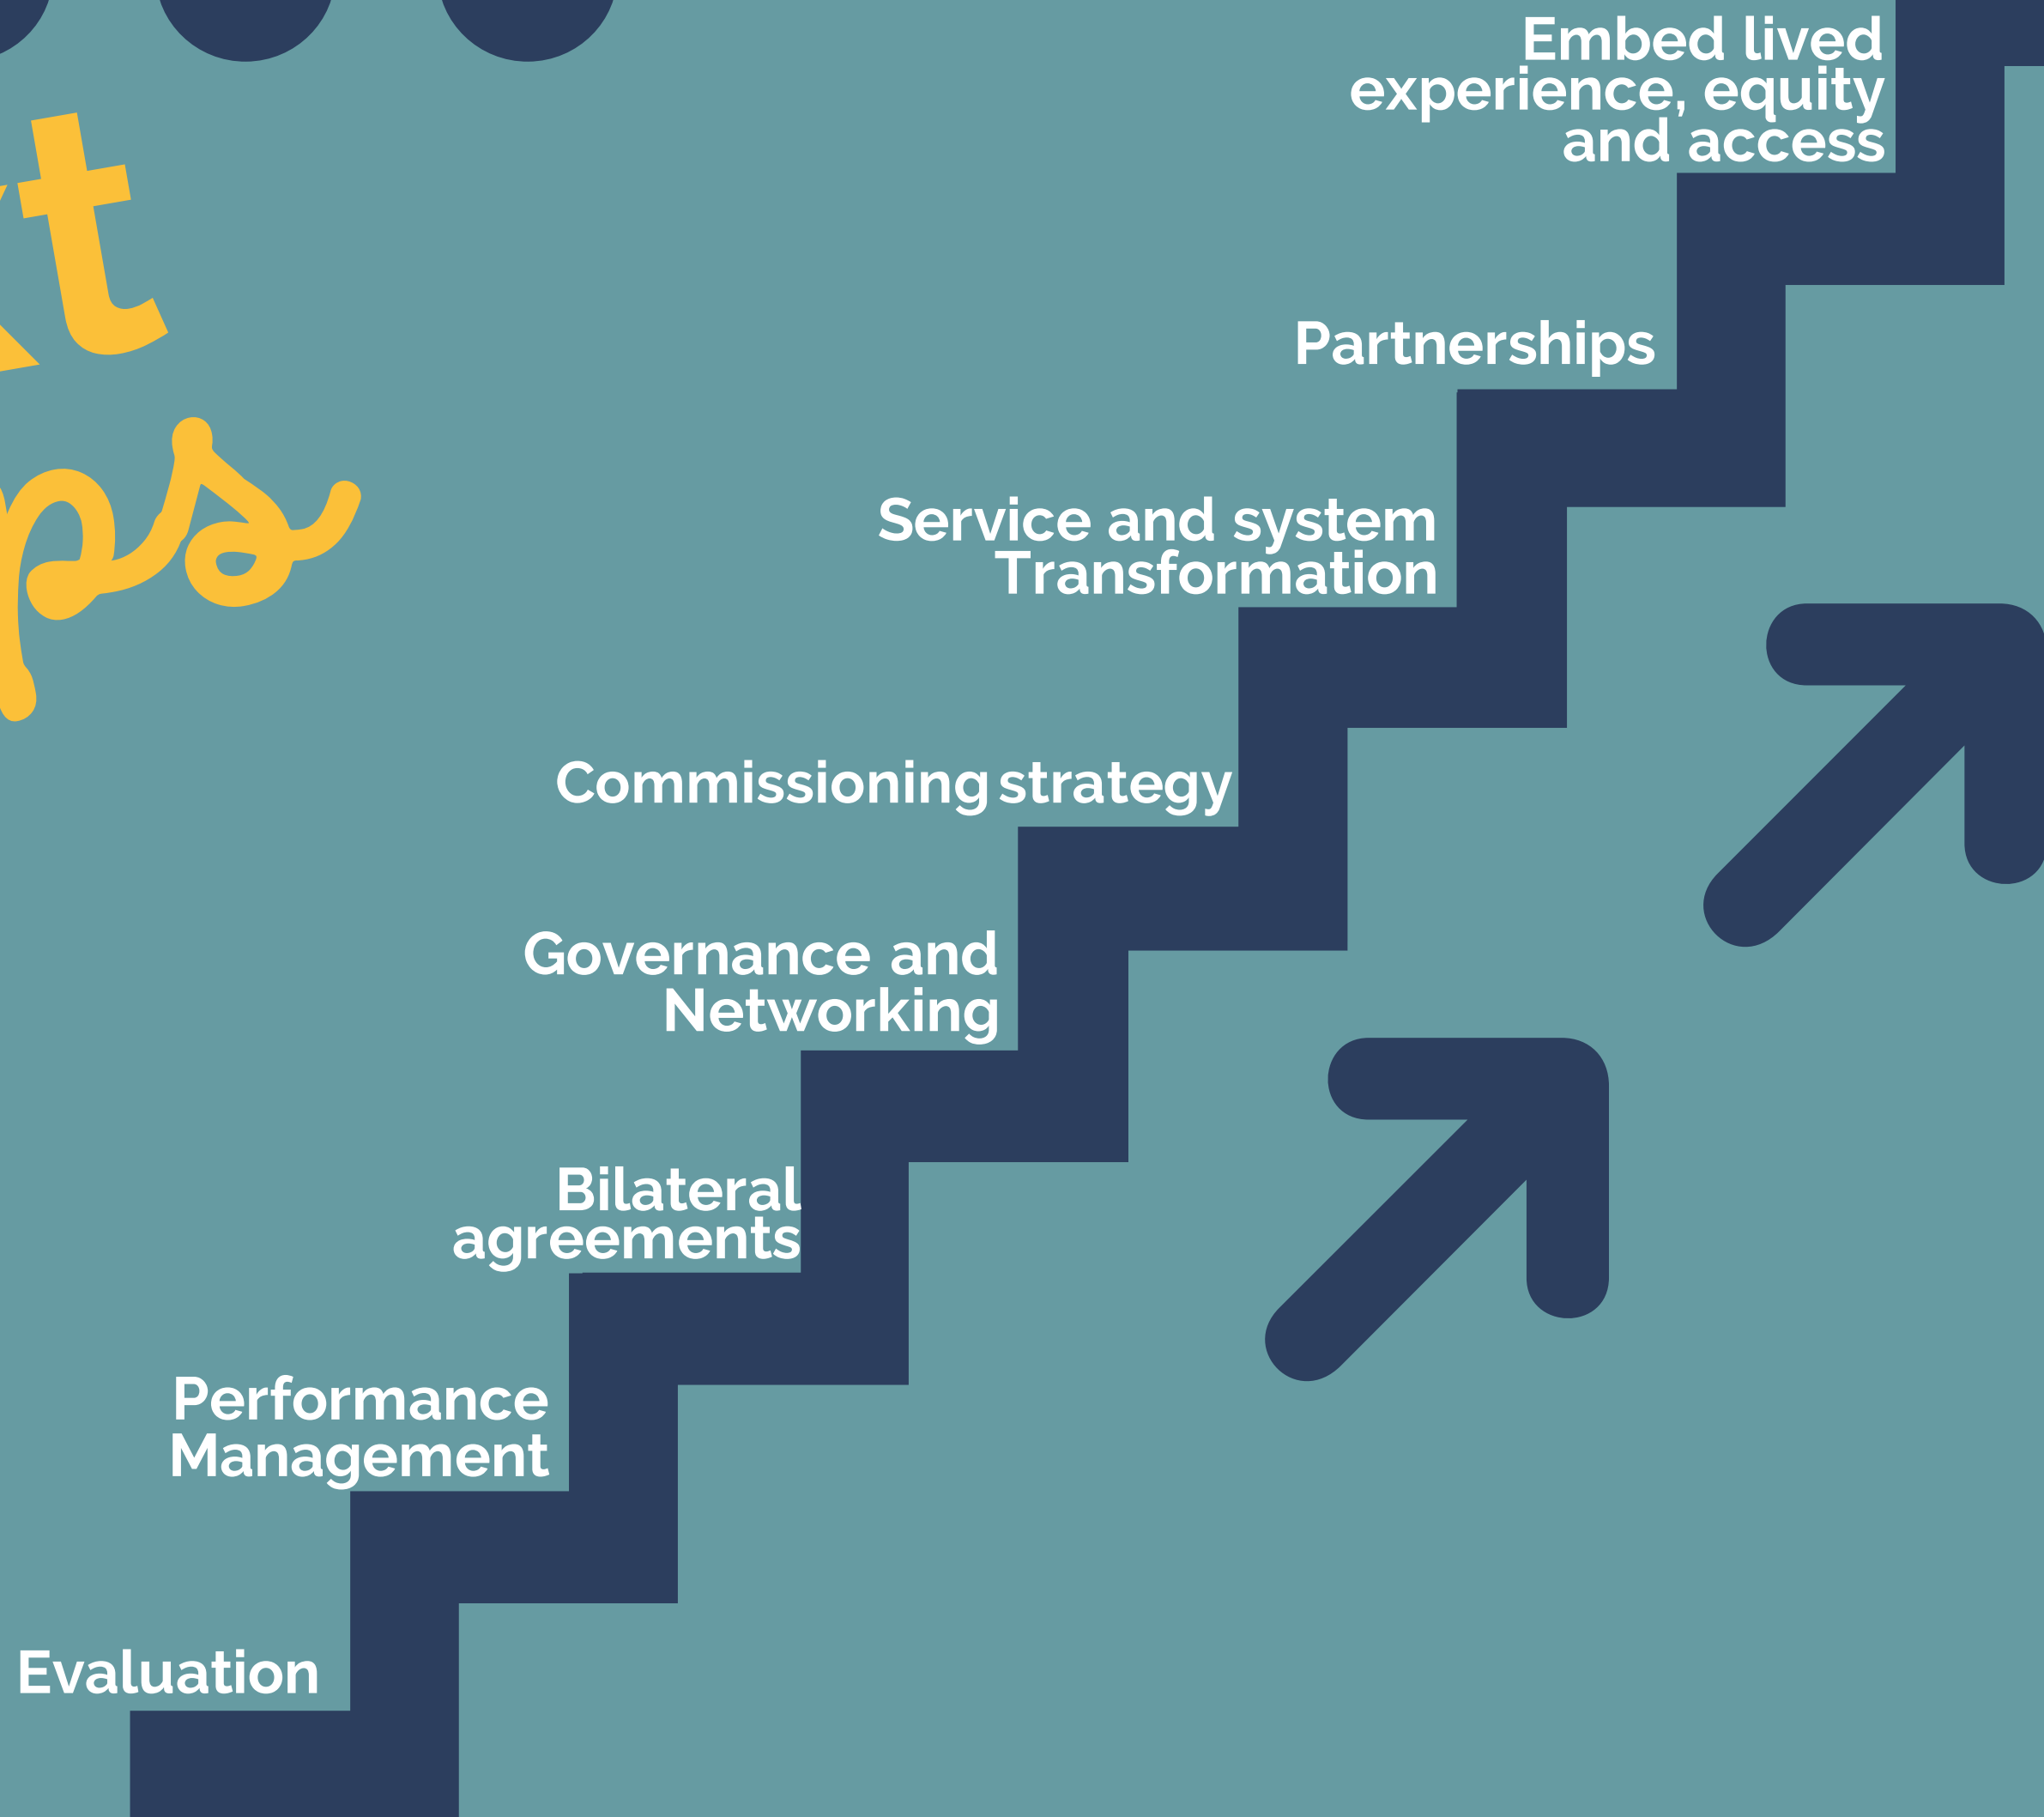 t
ps
Embed lived
experience, equity
and access
Partnerships
Service and system
Transformation
Commissioning strategy
Governance and
Networking
Bilateral
agreements
Performance
Management
Evaluation